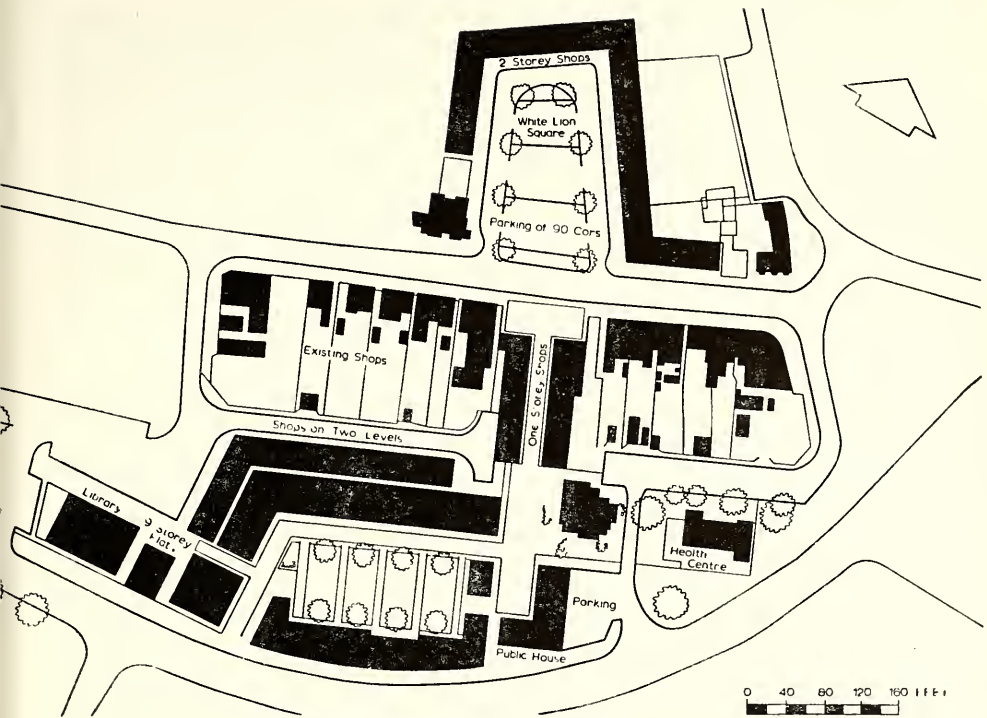 2 Storey Shops
White Lion
Square
Parking of 90 Cars
Existing Shops
One Storey Shops
Shops on Two Levels
Library
9 Storey
Flats
Health
Centre
Parking
Public House
0 40 80 120 160 FEET